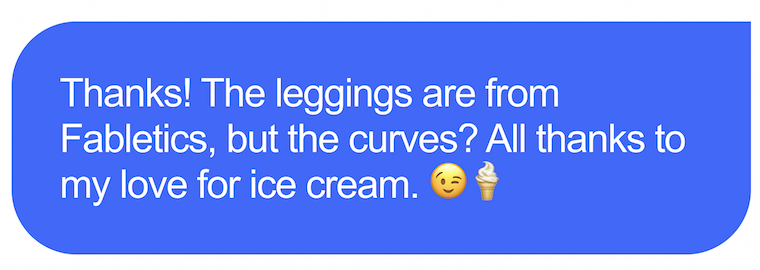 Thanks! The leggings are from
Fabletics, but the curves? All thanks to
my love for ice cream. 😉🍦